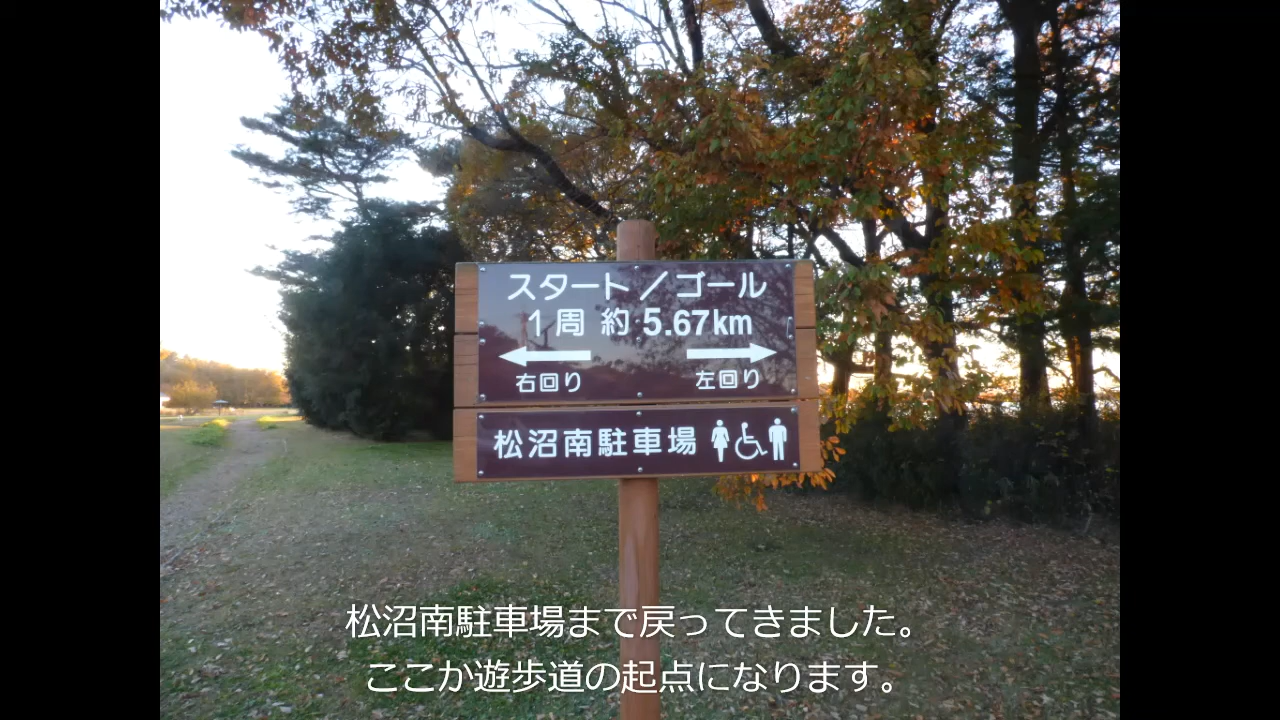 スタート／ゴール
1周 約 5.67km
右回り 左回り
松沼南駐車場
松沼南駐車場まで戻ってきました。
ここか遊歩道の起点になります。